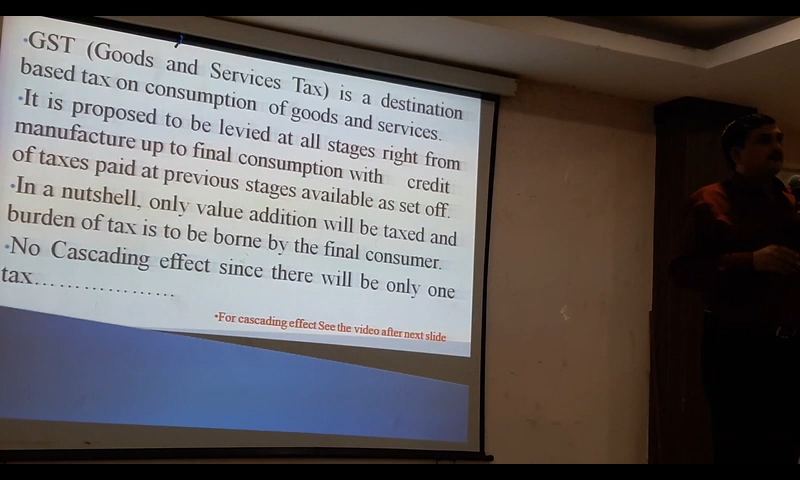 •GST (Goods and Services Tax) is a destination
based tax on consumption of goods and services.
•It is proposed to be levied at all stages right from
manufacture up to final consumption with credit
of taxes paid at previous stages available as set off.
•In a nutshell, only value addition will be taxed and
burden of tax is to be borne by the final consumer.
•No Cascading effect since there will be only one
tax………………
•For cascading effect See the video after next slide